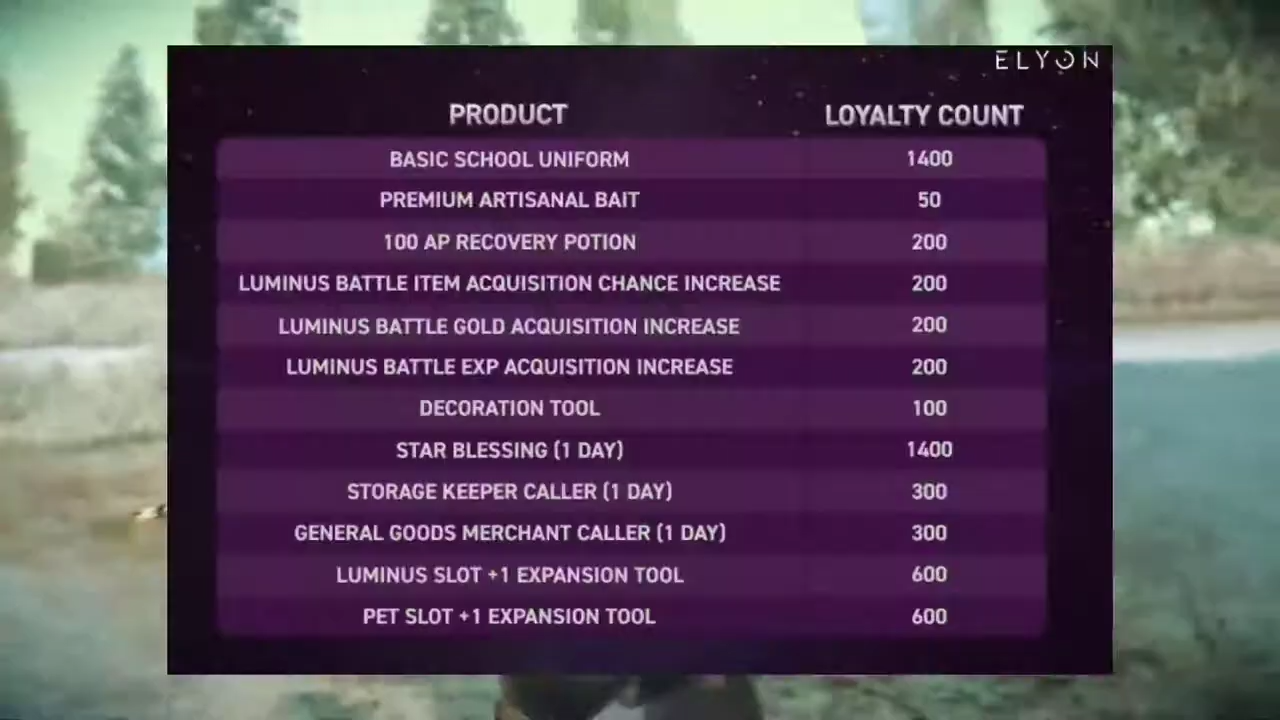 ELYON
PRODUCT LOYALTY COUNT
BASIC SCHOOL UNIFORM 1400
PREMIUM ARTISANAL BAIT 50
100 AP RECOVERY POTION 200
LUMINUS BATTLE ITEM ACQUISITION CHANCE INCREASE 200
LUMINUS BATTLE GOLD ACQUISITION INCREASE 200
LUMINUS BATTLE EXP ACQUISITION INCREASE 200
DECORATION TOOL 100
STAR BLESSING (1 DAY) 1400
STORAGE KEEPER CALLER (1 DAY) 300
GENERAL GOODS MERCHANT CALLER (1 DAY) 300
LUMINUS SLOT +1 EXPANSION TOOL 600
PET SLOT +1 EXPANSION TOOL 600